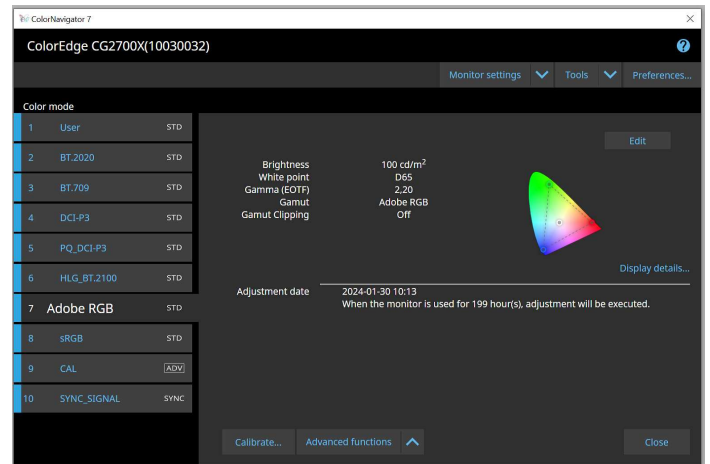 ColorNavigator 7
ColorEdge CG2700X(10030032)
?
Monitor settings Tools Preferences...
Color mode
1 User STD
2 BT.2020 STD
3 BT.709 STD
4 DCI-P3 STD
5 PQ_DCI-P3 STD
6 HLG_BT.2100 STD
7 Adobe RGB STD
8 sRGB STD
9 CAL ADV
10 SYNC_SIGNAL SYNC
Edit
Brightness 100 cd/m²
White point D65
Gamma (EOTF) 2,20
Gamut Adobe RGB
Gamut Clipping Off
Display details...
Adjustment date 2024-01-30 10:13
When the monitor is used for 199 hour(s), adjustment will be executed.
Calibrate... Advanced functions Close